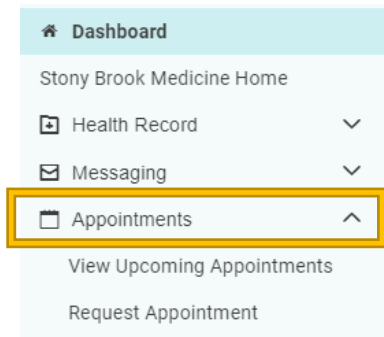 Dashboard
Stony Brook Medicine Home
Health Record
Messaging
Appointments
View Upcoming Appointments
Request Appointment